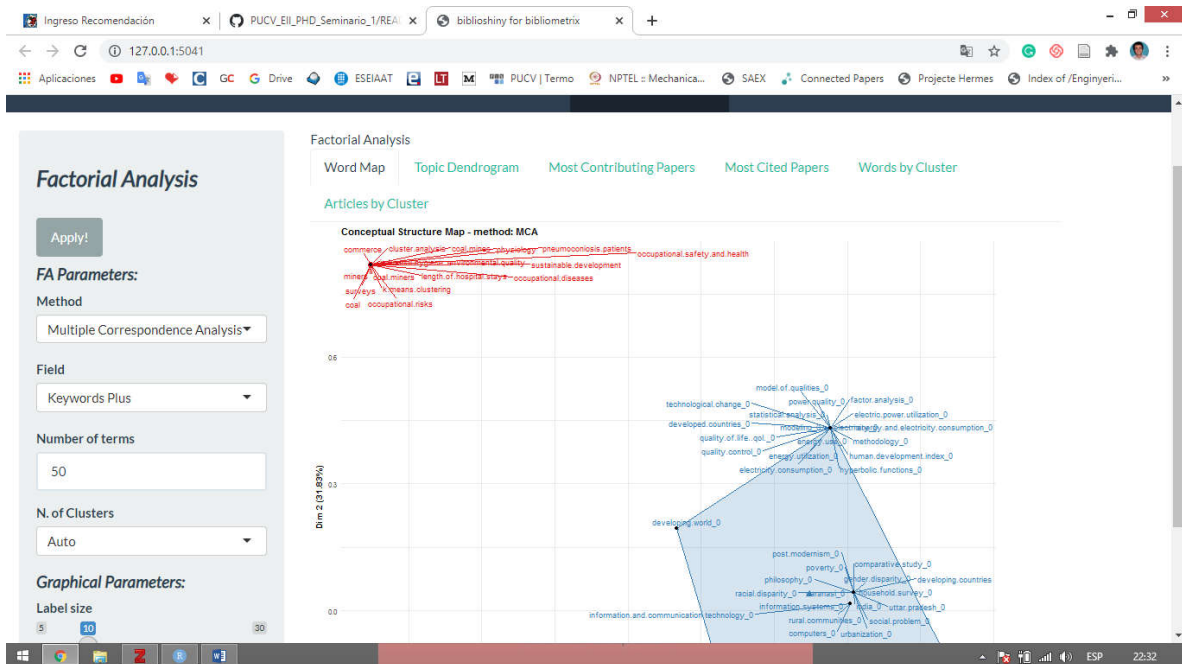 Ingreso Recomendación
PUCV_EII_PHD_Seminario_1/REA
biblioshiny for bibliometrix
127.0.0.1:5041
Aplicaciones GC Drive ESEIAAT PUCV | Termo NPTEL :: Mechanica... SAEX Connected Papers Projecte Hermes Index of /Enginyeri... »
Factorial Analysis
Apply!
FA Parameters:
Method
Multiple Correspondence Analysis
Field
Keywords Plus
Number of terms
50
N. of Clusters
Auto
Graphical Parameters:
Label size
5 10 30
Factorial Analysis
Word Map Topic Dendrogram Most Contributing Papers Most Cited Papers Words by Cluster
Articles by Cluster
Conceptual Structure Map - method: MCA
commerce cluster.analysis coal.mines physiology pneumoconiosis.patients
occupational.safety.and.health
environmental.quality sustainable.development
miners coal.miners length.of.hospital.stays occupational.diseases
surveys k.means.clustering
coal occupational.risks
0.6
model.of.qualities_0
technological.change_0 power.quality_0 factor.analysis_0
statistical.analysis_0 electric.power.utilization_0
developed.countries_0 energy.and.electricity.consumption_0
quality.of.life..qol._0 energy.use_0 methodology_0
quality.control_0 energy.utilization_0 human.development.index_0
electricity.consumption_0 hyperbolic.functions_0
0.3
Dim 2 (31.83%)
developing.world_0
post.modernism_0
poverty_0 comparative.study_0
philosophy_0 gender.disparity_0 developing.countries
racial.disparity_0 varanasi_0 household.survey_0
information.systems_0 india_0 uttar.pradesh_0
0.0
information.and.communication.technology_0 rural.communities_0 social.problem_0
computers_0 urbanization_0
ESP 22:32